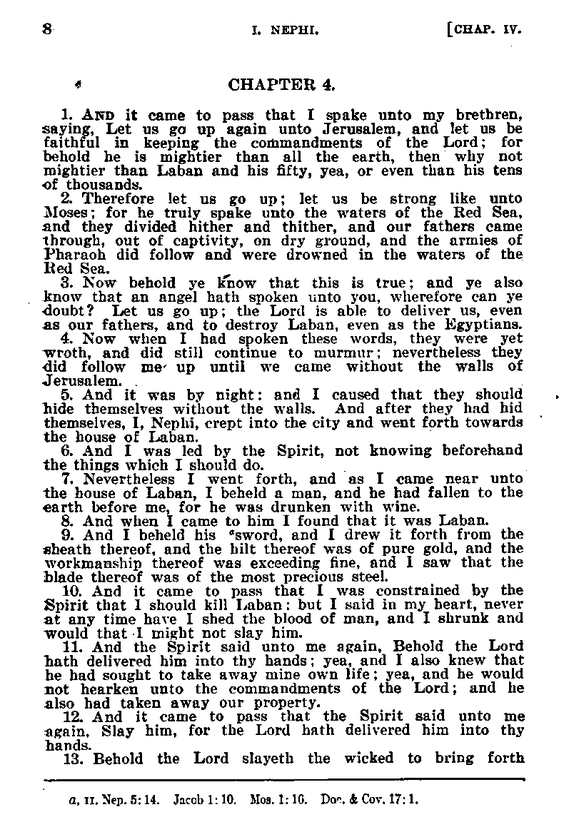 8 I. NEPHI. [CHAP. IV.
CHAPTER 4.
1. AND it came to pass that I spake unto my brethren,
saying, Let us go up again unto Jerusalem, and let us be
faithful in keeping the commandments of the Lord; for
behold he is mightier than all the earth, then why not
mightier than Laban and his fifty, yea, or even than his tens
of thousands.
2. Therefore let us go up; let us be strong like unto
Moses; for he truly spake unto the waters of the Red Sea,
and they divided hither and thither, and our fathers came
through, out of captivity, on dry ground, and the armies of
Pharaoh did follow and were drowned in the waters of the
Red Sea.
3. Now behold ye know that this is true; and ye also
know that an angel hath spoken unto you, wherefore can ye
doubt? Let us go up; the Lord is able to deliver us, even
as our fathers, and to destroy Laban, even as the Egyptians.
4. Now when I had spoken these words, they were yet
wroth, and did still continue to murmur; nevertheless they
did follow me up until we came without the walls of
Jerusalem.
5. And it was by night: and I caused that they should
hide themselves without the walls. And after they had hid
themselves, I, Nephi, crept into the city and went forth towards
the house of Laban.
6. And I was led by the Spirit, not knowing beforehand
the things which I should do.
7. Nevertheless I went forth, and as I came near unto
the house of Laban, I beheld a man, and he had fallen to the
earth before me, for he was drunken with wine.
8. And when I came to him I found that it was Laban.
9. And I beheld his ᵃsword, and I drew it forth from the
sheath thereof, and the hilt thereof was of pure gold, and the
workmanship thereof was exceeding fine, and I saw that the
blade thereof was of the most precious steel.
10. And it came to pass that I was constrained by the
Spirit that I should kill Laban: but I said in my heart, never
at any time have I shed the blood of man, and I shrunk and
would that I might not slay him.
11. And the Spirit said unto me again, Behold the Lord
hath delivered him into thy hands; yea, and I also knew that
he had sought to take away mine own life; yea, and he would
not hearken unto the commandments of the Lord; and he
also had taken away our property.
12. And it came to pass that the Spirit said unto me
again, Slay him, for the Lord hath delivered him into thy
hands.
13. Behold the Lord slayeth the wicked to bring forth
a, II. Nep. 5:14. Jacob 1:10. Mos. 1:16. Doc. & Cov. 17:1.